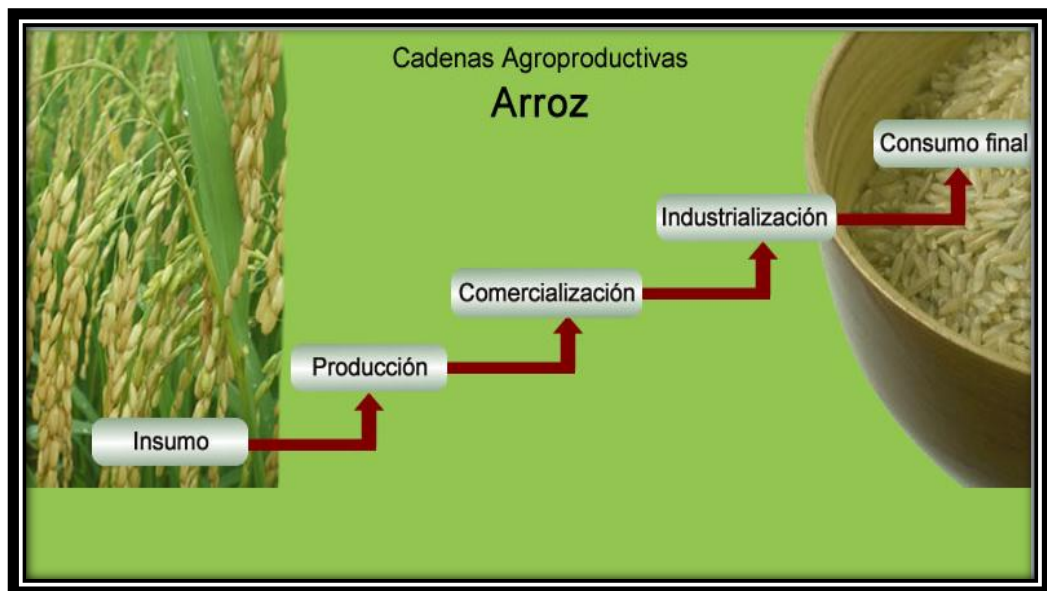 Cadenas Agroproductivas
Arroz
Consumo final
Industrialización
Comercialización
Producción
Insumo